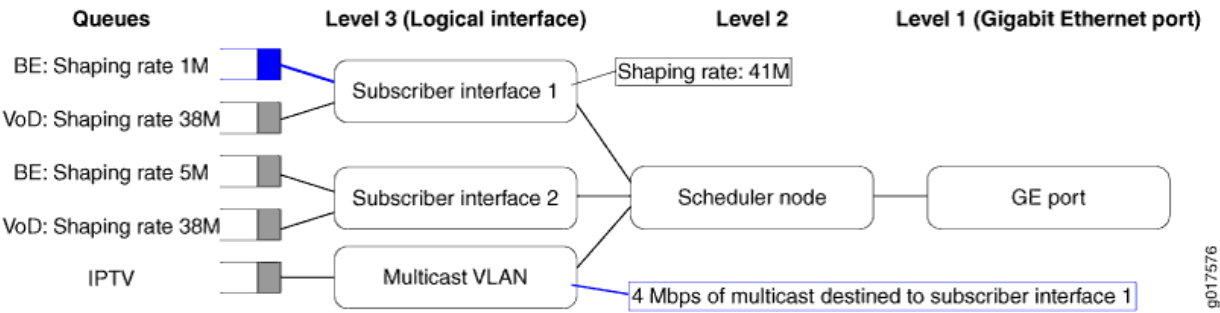 Queues Level 3 (Logical interface) Level 2 Level 1 (Gigabit Ethernet port)
BE: Shaping rate 1M
Subscriber interface 1
Shaping rate: 41M
VoD: Shaping rate 38M
BE: Shaping rate 5M
Subscriber interface 2
Scheduler node
GE port
VoD: Shaping rate 38M
IPTV
Multicast VLAN
4 Mbps of multicast destined to subscriber interface 1
g017576